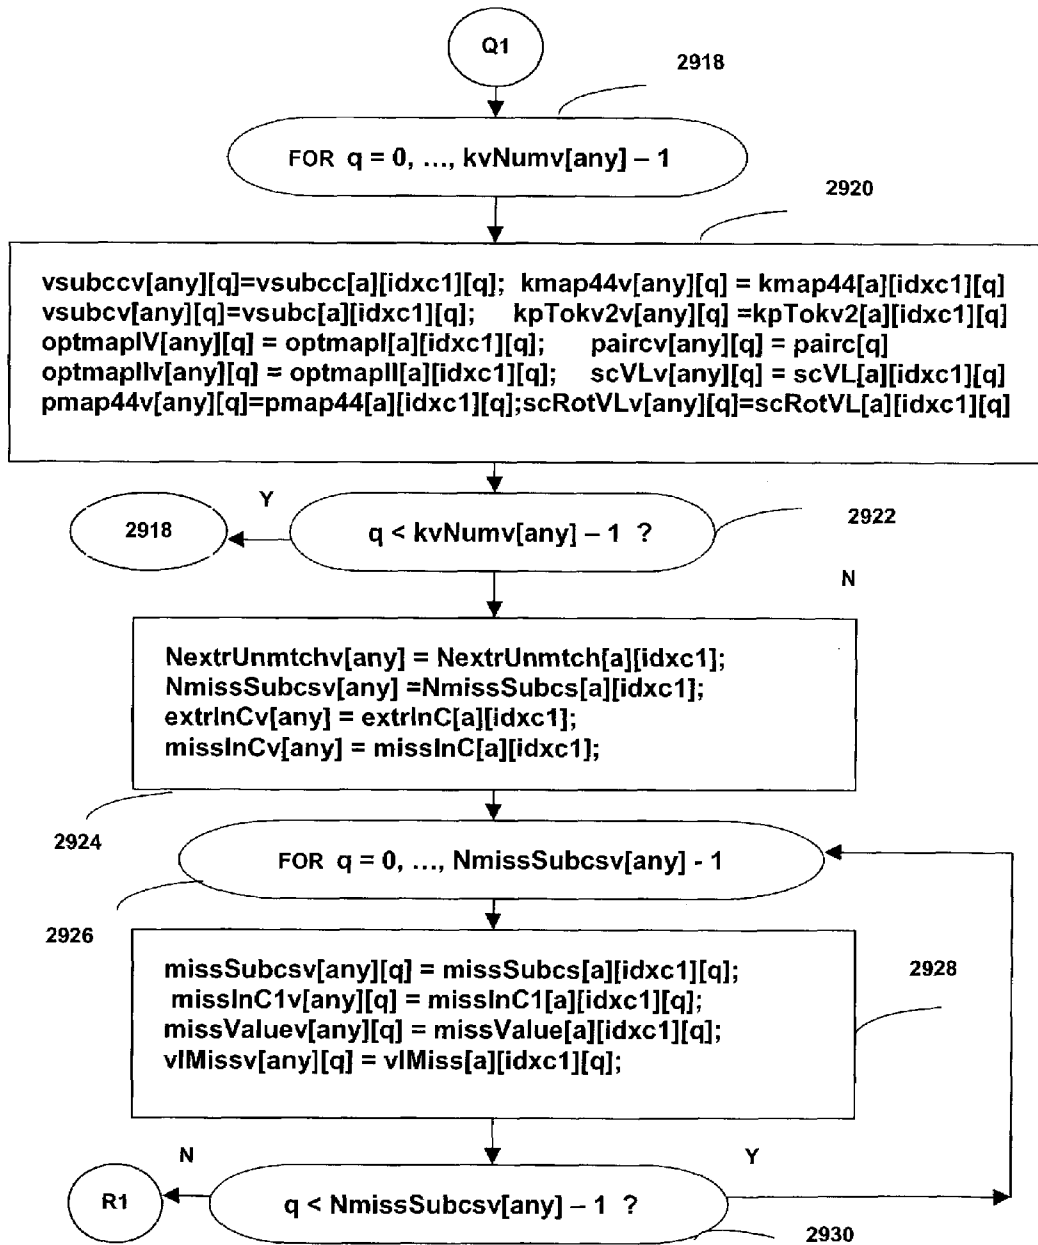 Q1
2918
FOR q = 0, ..., kvNumv[any] – 1
2920
vsubccv[any][q]=vsubcc[a][idxc1][q]; kmap44v[any][q] = kmap44[a][idxc1][q]
vsubcv[any][q]=vsubc[a][idxc1][q]; kpTokv2v[any][q] =kpTokv2[a][idxc1][q]
optmapIV[any][q] = optmapI[a][idxc1][q]; paircv[any][q] = pairc[q]
optmapIIv[any][q] = optmapII[a][idxc1][q]; scVLv[any][q] = scVL[a][idxc1][q]
pmap44v[any][q]=pmap44[a][idxc1][q];scRotVLv[any][q]=scRotVL[a][idxc1][q]
Y
2918
q < kvNumv[any] – 1 ?
2922
N
NextrUnmtchv[any] = NextrUnmtch[a][idxc1];
NmissSubcsv[any] =NmissSubcs[a][idxc1];
extrInCv[any] = extrInC[a][idxc1];
missInCv[any] = missInC[a][idxc1];
2924
FOR q = 0, ..., NmissSubcsv[any] - 1
2926
missSubcsv[any][q] = missSubcs[a][idxc1][q];
missInC1v[any][q] = missInC1[a][idxc1][q];
missValuev[any][q] = missValue[a][idxc1][q];
vlMissv[any][q] = vlMiss[a][idxc1][q];
2928
N
Y
R1
q < NmissSubcsv[any] – 1 ?
2930